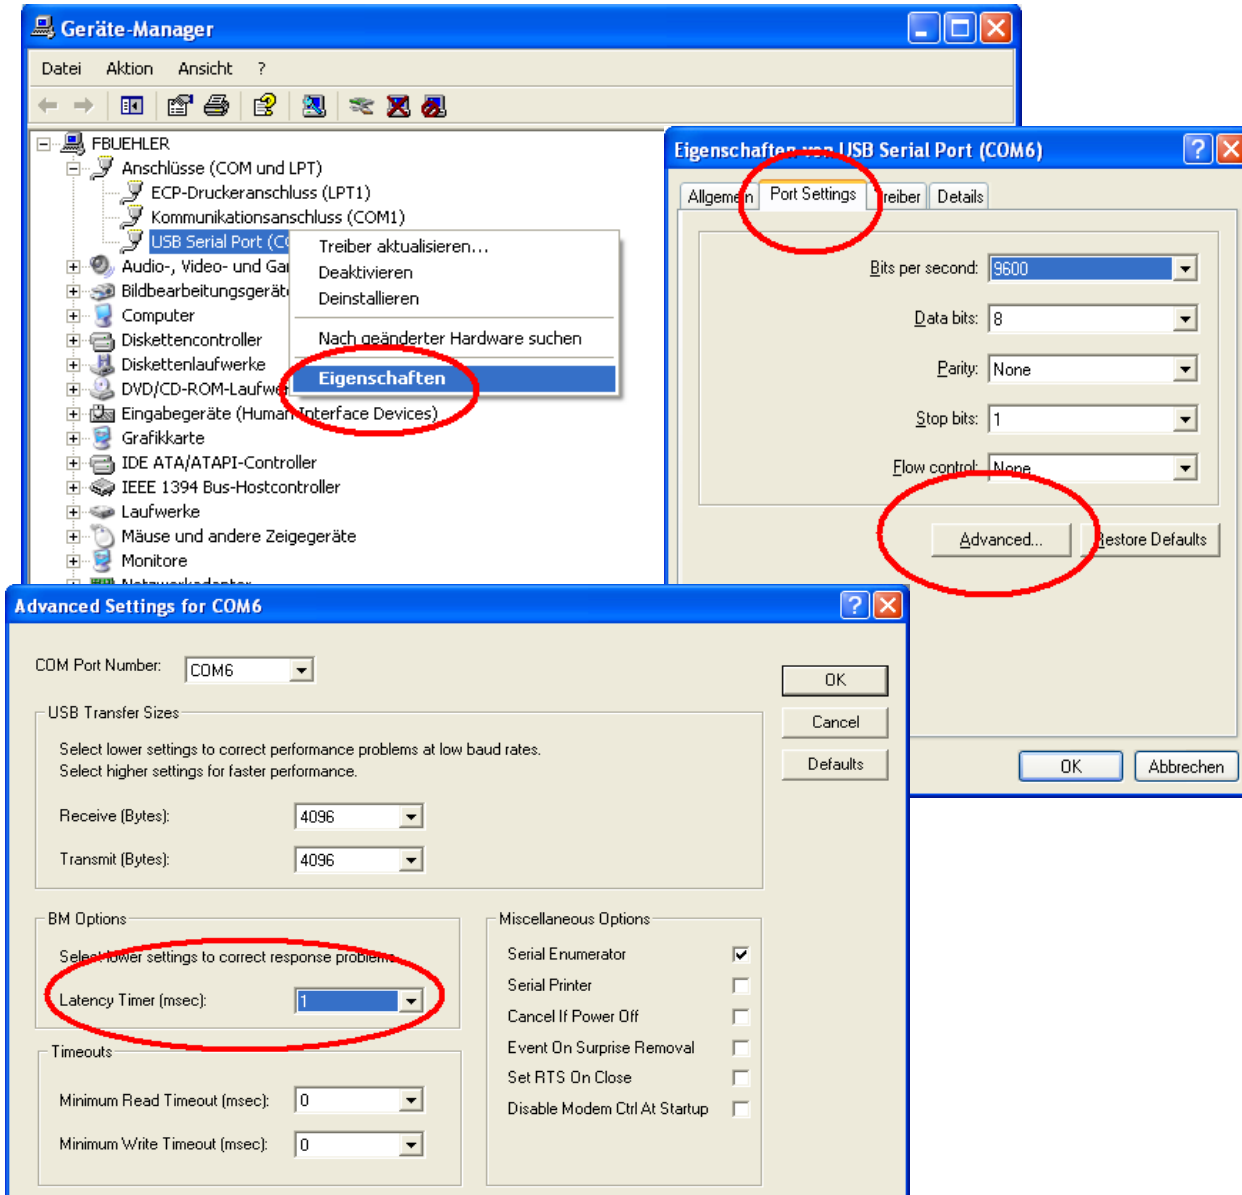 Geräte-Manager
Datei Aktion Ansicht ?
FBUEHLER
Anschlüsse (COM und LPT)
ECP-Druckeranschluss (LPT1)
Kommunikationsanschluss (COM1)
USB Serial Port (CO
Audio-, Video- und Ga
Bildbearbeitungsgeräte
Computer
Diskettencontroller
Diskettenlaufwerke
DVD/CD-ROM-Laufwer
Eingabegeräte (Human Interface Devices)
Grafikkarte
IDE ATA/ATAPI-Controller
IEEE 1394 Bus-Hostcontroller
Laufwerke
Mäuse und andere Zeigegeräte
Monitore
Netzwerkadapter
Treiber aktualisieren...
Deaktivieren
Deinstallieren
Nach geänderter Hardware suchen
Eigenschaften
Eigenschaften von USB Serial Port (COM6)
Allgemein Port Settings Treiber Details
Bits per second: 9600
Data bits: 8
Parity: None
Stop bits: 1
Flow control: None
Advanced... Restore Defaults
OK Abbrechen
Advanced Settings for COM6
COM Port Number: COM6
OK
Cancel
Defaults
USB Transfer Sizes
Select lower settings to correct performance problems at low baud rates.
Select higher settings for faster performance.
Receive (Bytes): 4096
Transmit (Bytes): 4096
BM Options
Select lower settings to correct response problems.
Latency Timer (msec): 1
Timeouts
Minimum Read Timeout (msec): 0
Minimum Write Timeout (msec): 0
Miscellaneous Options
Serial Enumerator
Serial Printer
Cancel If Power Off
Event On Surprise Removal
Set RTS On Close
Disable Modem Ctrl At Startup